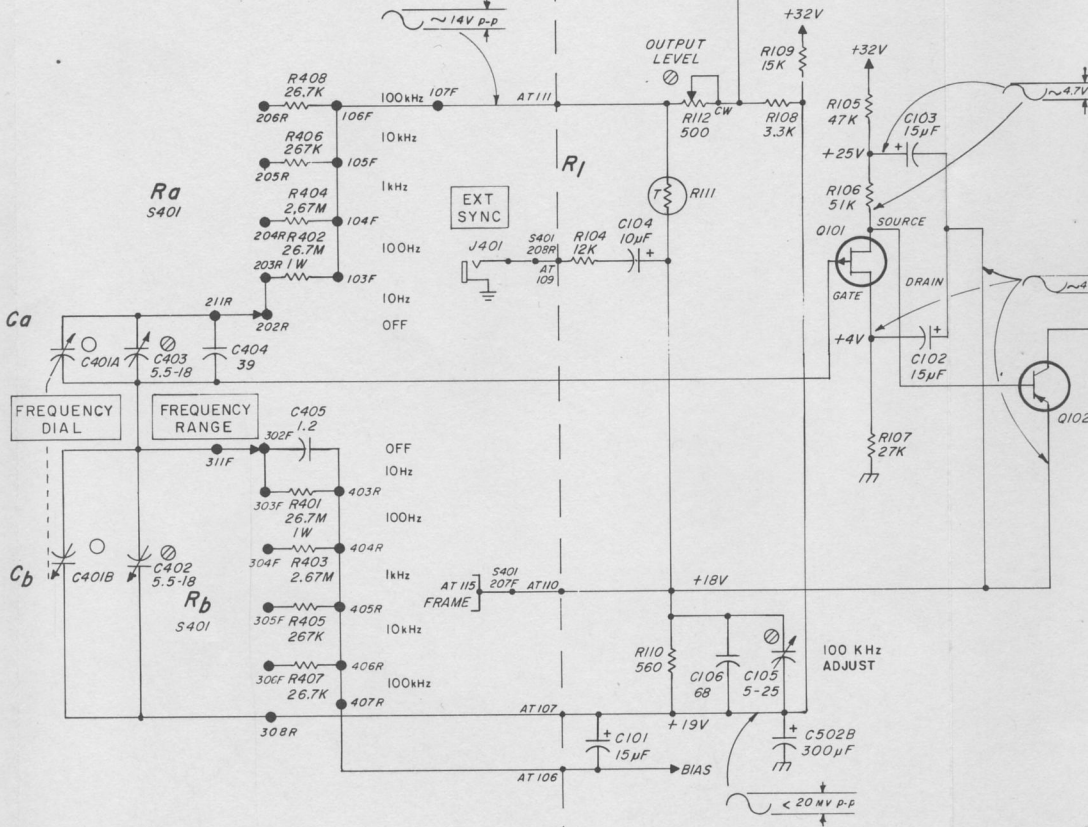 ~14V p-p
+32V
OUTPUT
LEVEL
R109
15K
+32V
R408
26.7K
100kHz
107F
AT111
206R
106F
R112
500
CW
R108
3.3K
R105
47K
C103
15µF
~4.7V
R406
267K
10kHz
205R
105F
1kHz
+25V
Ra
S401
R404
2.67M
R1
T
R111
R106
51K
204R
104F
100Hz
EXT
SYNC
C104
10µF
Q101
SOURCE
R402
26.7M
1W
203R
103F
J401
S401
208R
AT
109
R104
12K
10Hz
GATE
DRAIN
~4
211R
202R
OFF
Ca
C401A
C403
5.5-18
C404
39
+4V
C102
15µF
FREQUENCY
DIAL
FREQUENCY
RANGE
C405
1.2
302F
Q102
311F
OFF
10Hz
R107
27K
303F
R401
26.7M
1W
403R
100Hz
Cb
C401B
C402
5.5-18
304F
R403
2.67M
404R
1kHz
AT 115
FRAME
S401
207F
AT110
+18V
Rb
S401
305F
R405
267K
405R
10kHz
306F
R407
26.7K
406R
100kHz
R110
560
C106
68
C105
5-25
100 KHz
ADJUST
407R
308R
AT107
+19V
C101
15µF
C502B
300µF
AT106
BIAS
< 20 MV p-p